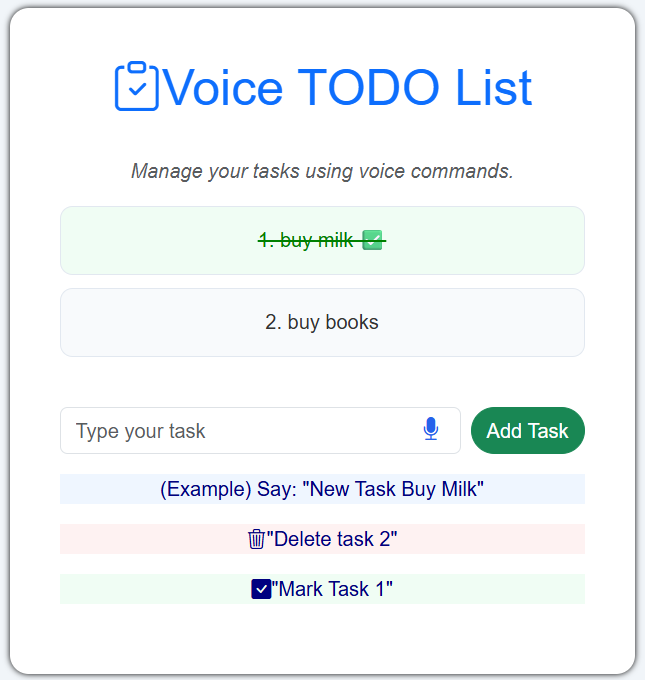 Voice TODO List
Manage your tasks using voice commands.
1. buy milk ✅
2. buy books
Type your task
Add Task
(Example) Say: "New Task Buy Milk"
"Delete task 2"
"Mark Task 1"